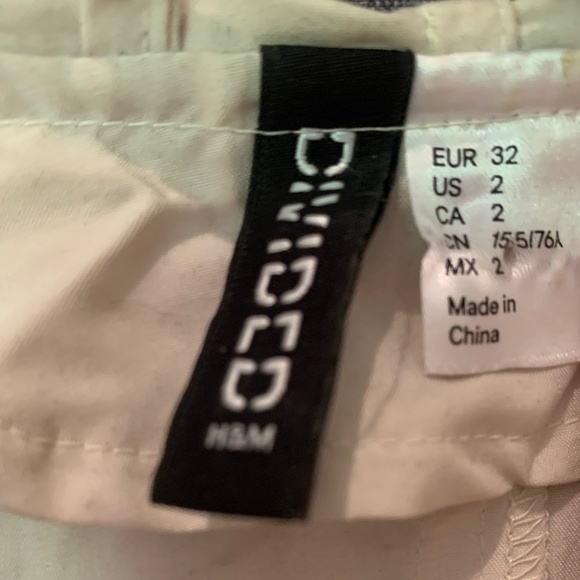 DIVIDED
H&M
EUR 32
US 2
CA 2
CN 155/76A
MX 2
Made in
China